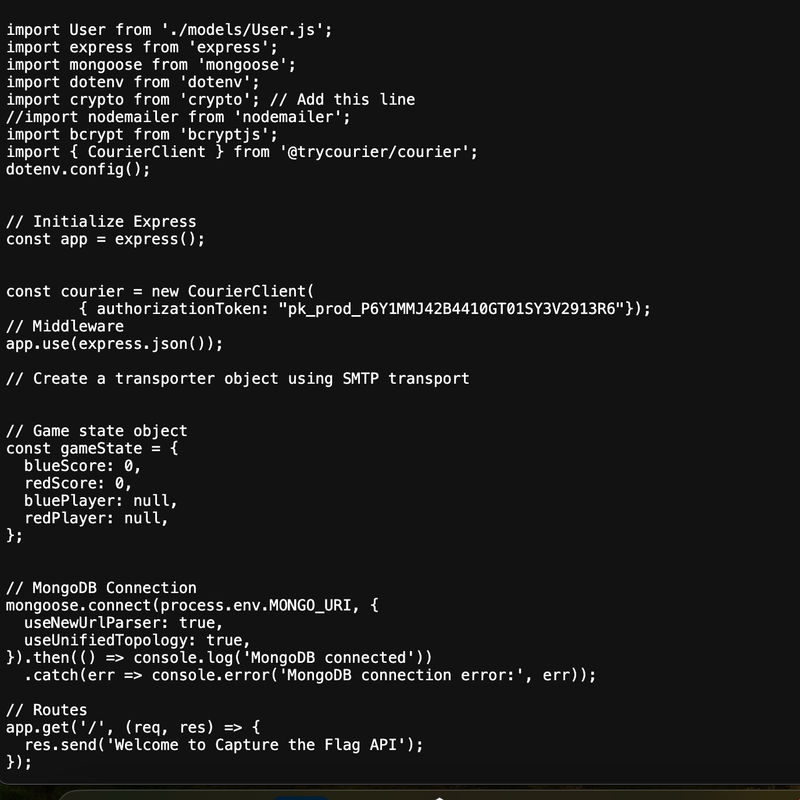 import User from './models/User.js';
import express from 'express';
import mongoose from 'mongoose';
import dotenv from 'dotenv';
import crypto from 'crypto'; // Add this line
//import nodemailer from 'nodemailer';
import bcrypt from 'bcryptjs';
import { CourierClient } from '@trycourier/courier';
dotenv.config();
// Initialize Express
const app = express();
const courier = new CourierClient(
        { authorizationToken: "pk_prod_P6Y1MMJ42B4410GT01SY3V2913R6"});
// Middleware
app.use(express.json());
// Create a transporter object using SMTP transport
// Game state object
const gameState = {
  blueScore: 0,
  redScore: 0,
  bluePlayer: null,
  redPlayer: null,
};
// MongoDB Connection
mongoose.connect(process.env.MONGO_URI, {
  useNewUrlParser: true,
  useUnifiedTopology: true,
}).then(() => console.log('MongoDB connected'))
  .catch(err => console.error('MongoDB connection error:', err));
// Routes
app.get('/', (req, res) => {
  res.send('Welcome to Capture the Flag API');
});